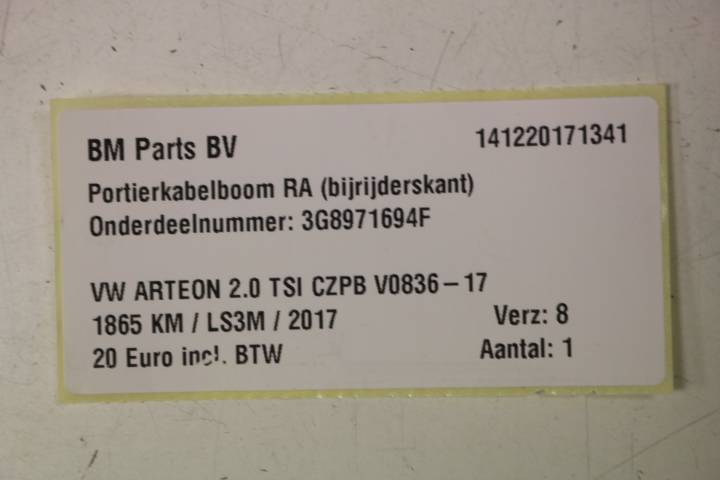 BM Parts BV 141220171341
Portierkabelboom RA (bijrijderskant)
Onderdeelnummer: 3G8971694F
VW ARTEON 2.0 TSI CZPB V0836-17
1865 KM / LS3M / 2017 Verz: 8
20 Euro incl. BTW Aantal: 1